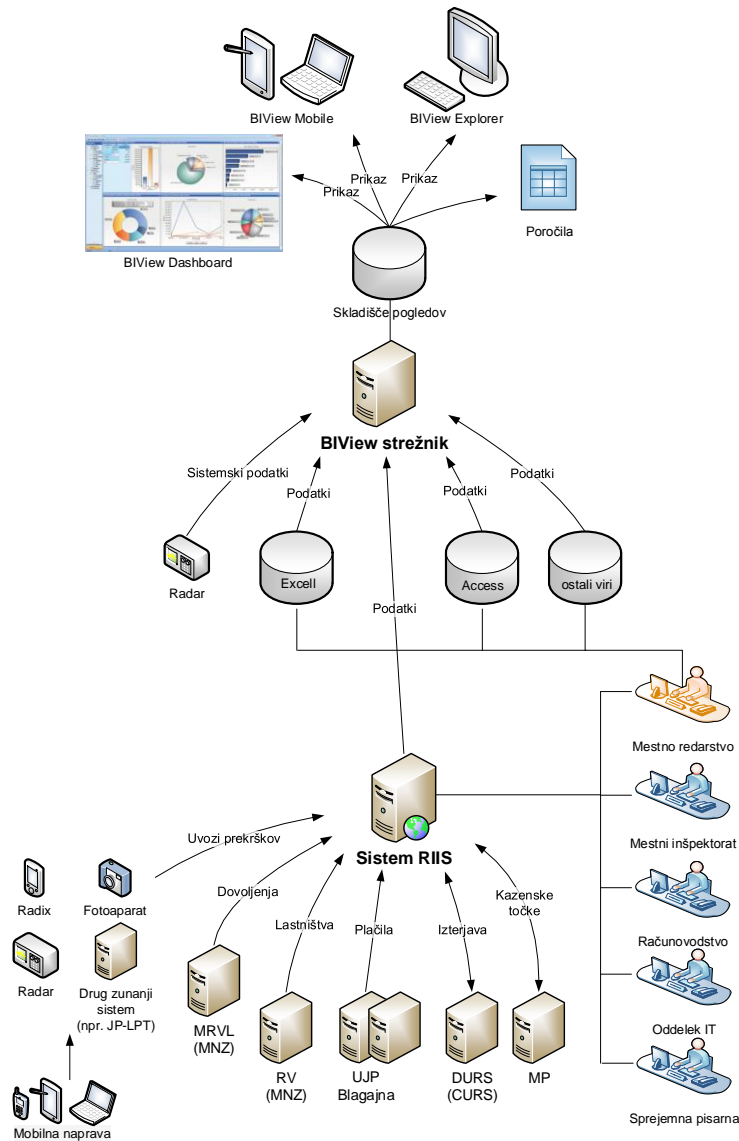 BIView Mobile
BIView Explorer
Prikaz
Prikaz
Prikaz
BIView Dashboard
Poročila
Skladišče pogledov
BIView strežnik
Sistemski podatki
Podatki
Podatki
Podatki
Radar
Excell
Access
ostali viri
Podatki
Mestno redarstvo
Mestni inšpektorat
Sistem RIIS
Uvozi prekrškov
Dovoljenja
Lastništva
Plačila
Izterjava
Kazenske
točke
Radix
Fotoaparat
Računovodstvo
Radar
Drug zunanji
sistem
(npr. JP-LPT)
MRVL
(MNZ)
RV
(MNZ)
UJP
Blagajna
DURS
(CURS)
MP
Oddelek IT
Sprejemna pisarna
Mobilna naprava